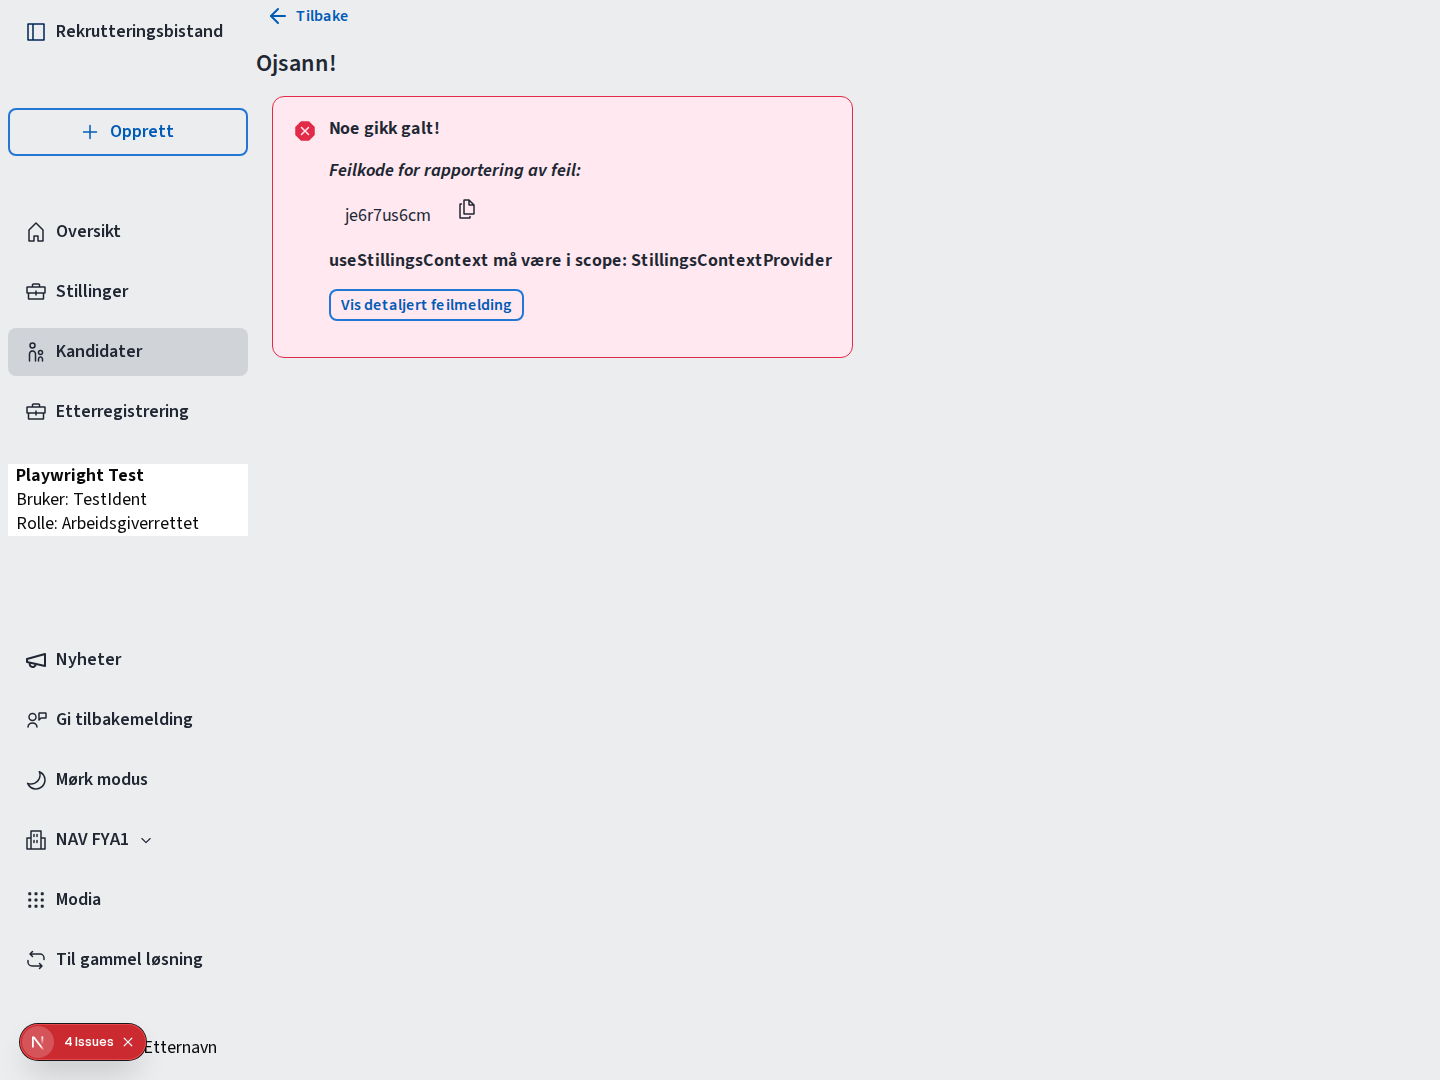 Rekrutteringsbistand
Opprett
Oversikt
Stillinger
Kandidater
Etterregistrering
Playwright Test
Bruker: TestIdent
Rolle: Arbeidsgiverrettet
Nyheter
Gi tilbakemelding
Mørk modus
NAV FYA1
Modia
Til gammel løsning
4 Issues
Etternavn
Tilbake
Ojsann!
Noe gikk galt!
Feilkode for rapportering av feil:
je6r7us6cm
useStillingsContext må være i scope: StillingsContextProvider
Vis detaljert feilmelding